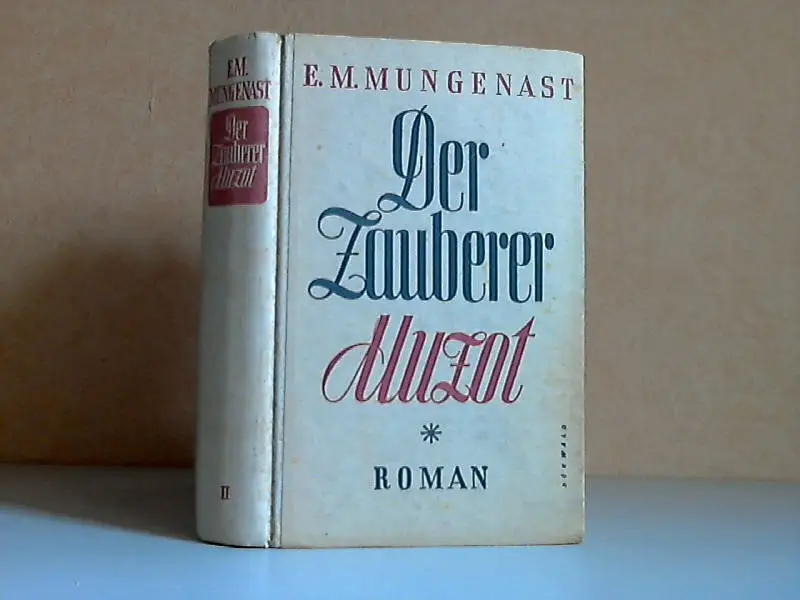 E.M.
MUNGENAST
Der
Zauberer
Muzot
II
E. M. MUNGENAST
Der
Zauberer
Muzot
*
ROMAN